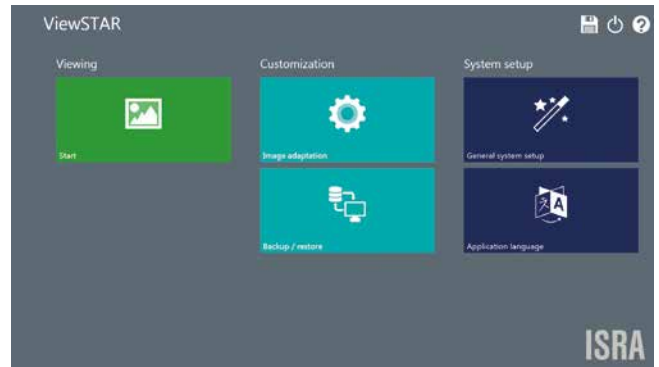 ViewSTAR
Viewing
Customization
System setup
Start
Image adaptation
General system setup
Backup / restore
Application language
ISRA